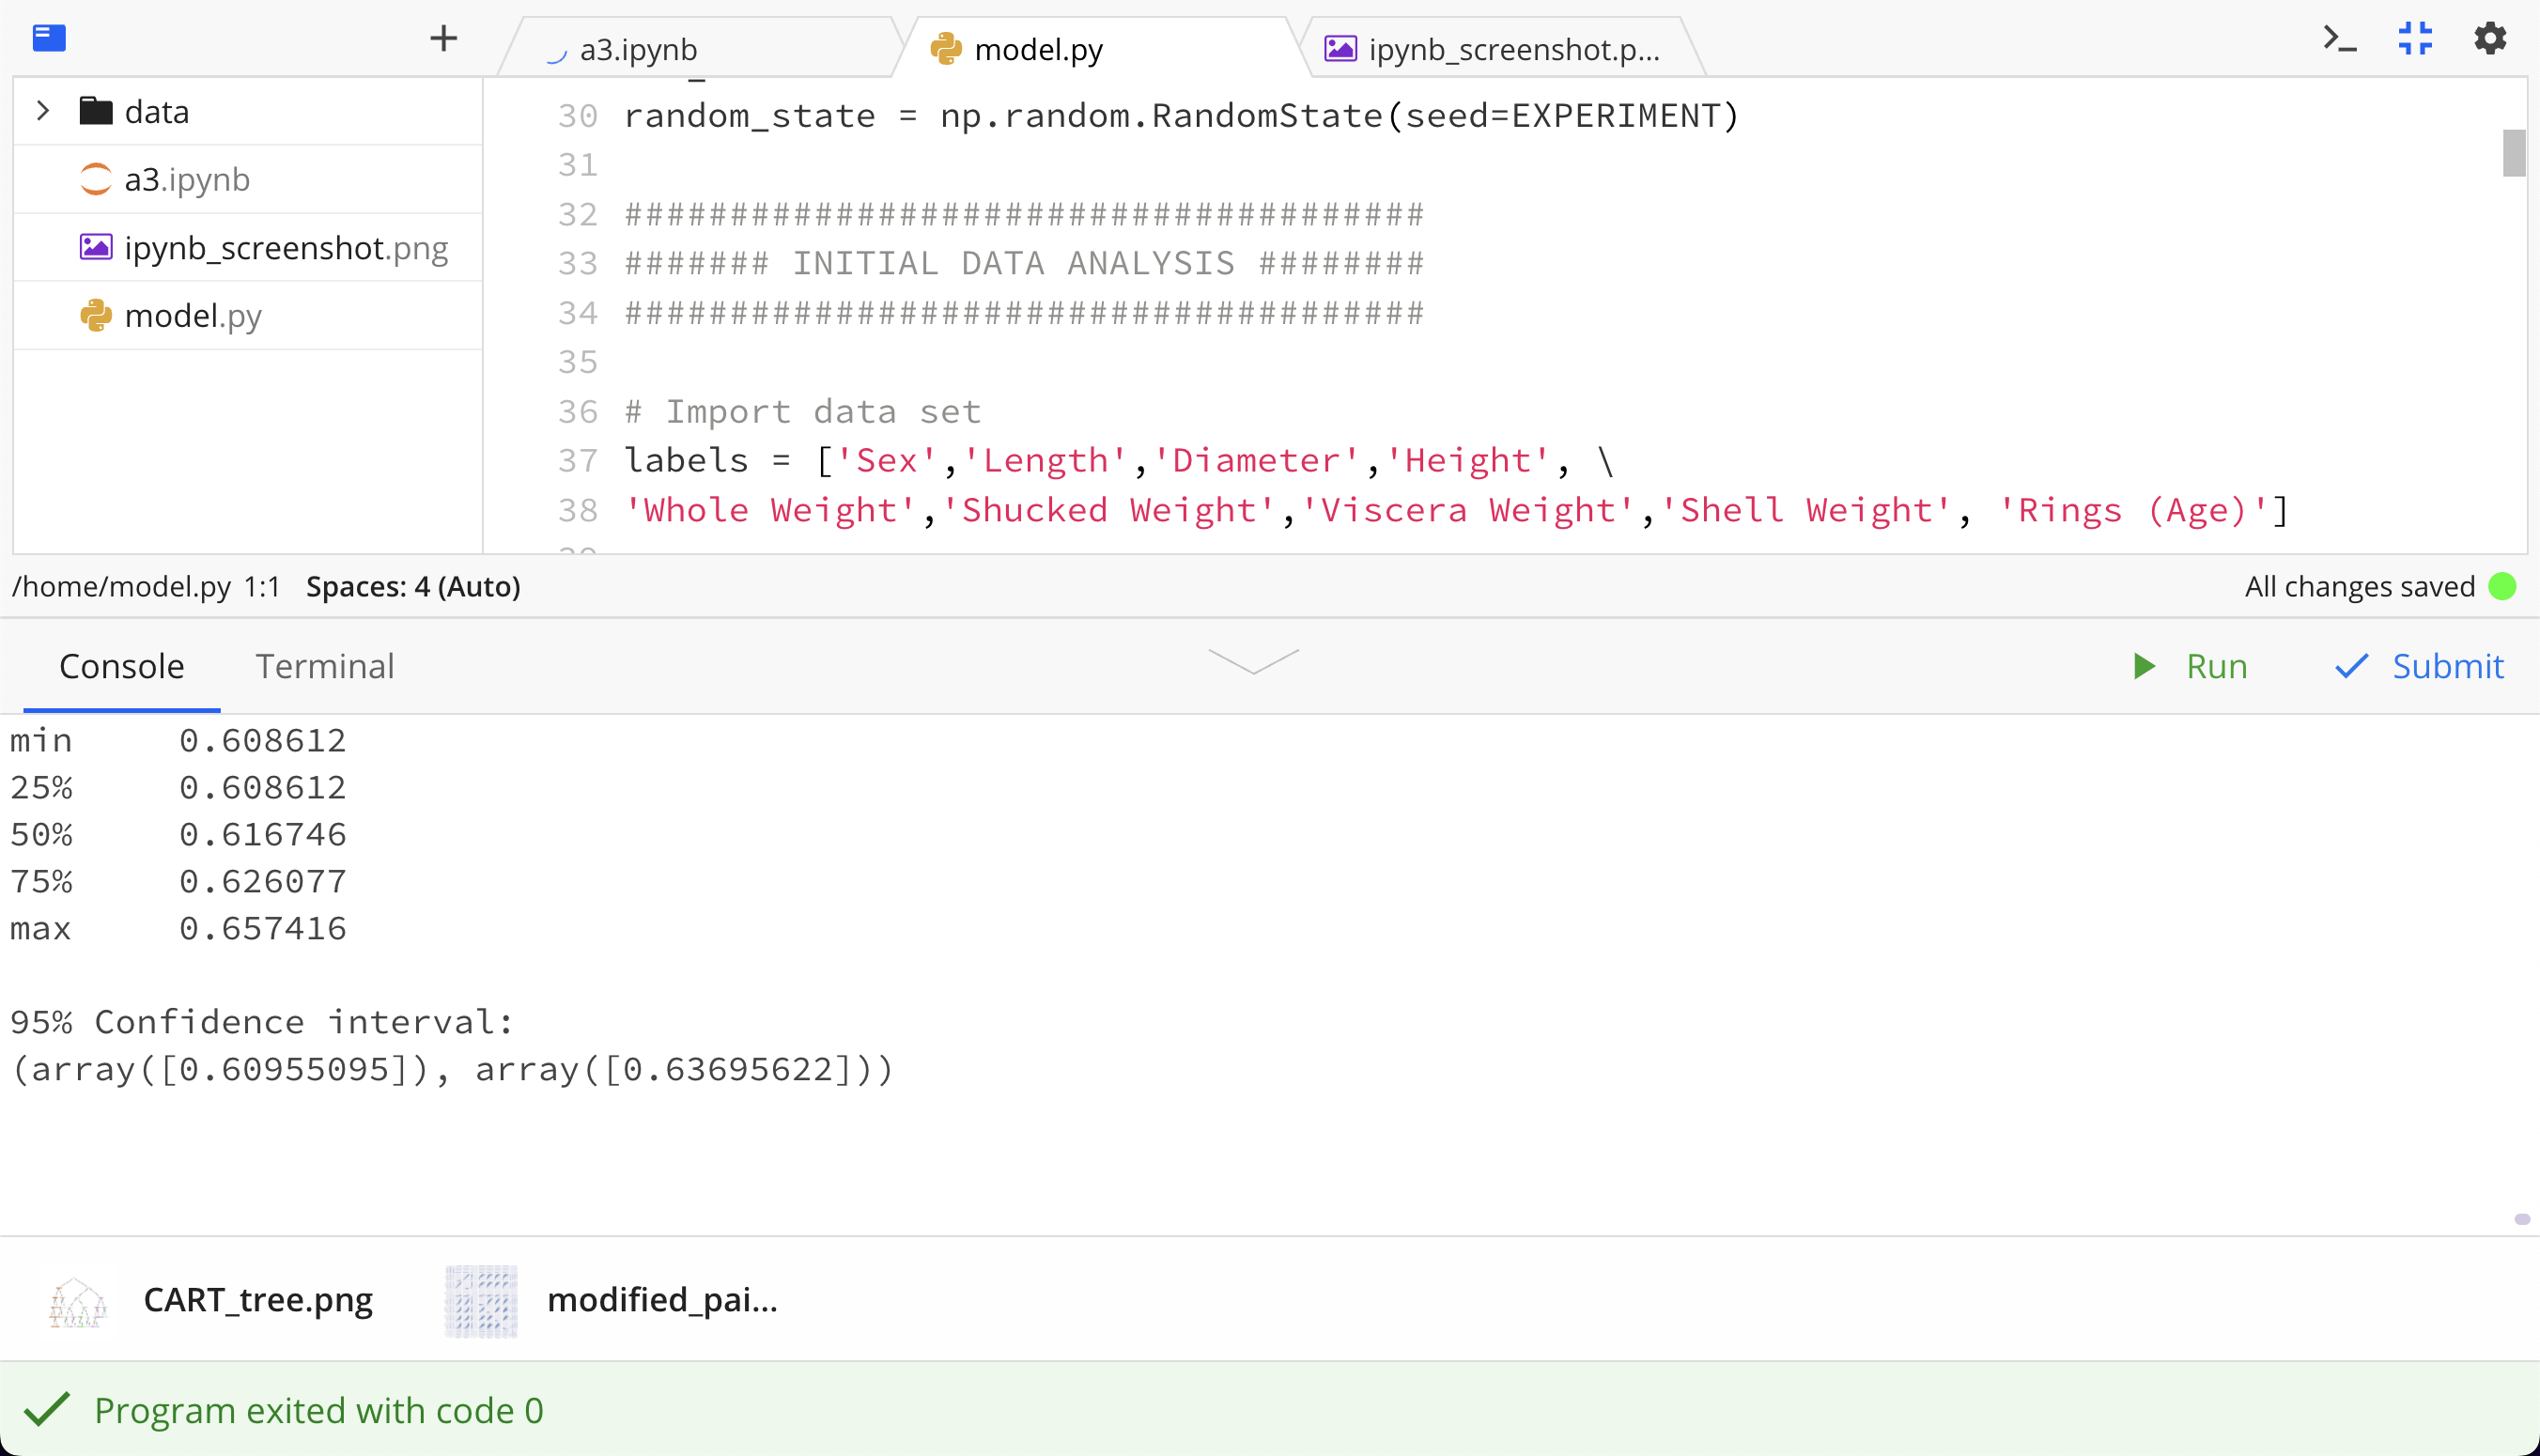 a3.ipynb
model.py
ipynb_screenshot.p...
data
a3.ipynb
ipynb_screenshot.png
model.py
30 random_state = np.random.RandomState(seed=EXPERIMENT)
31
32 ######################################
33 ####### INITIAL DATA ANALYSIS ########
34 ######################################
35
36 # Import data set
37 labels = ['Sex','Length','Diameter','Height', \
38 'Whole Weight','Shucked Weight','Viscera Weight','Shell Weight', 'Rings (Age)']
/home/model.py 1:1 Spaces: 4 (Auto)
All changes saved
Console
Terminal
Run
Submit
min 0.608612
25% 0.608612
50% 0.616746
75% 0.626077
max 0.657416
95% Confidence interval:
(array([0.60955095]), array([0.63695622]))
CART_tree.png
modified_pai...
Program exited with code 0